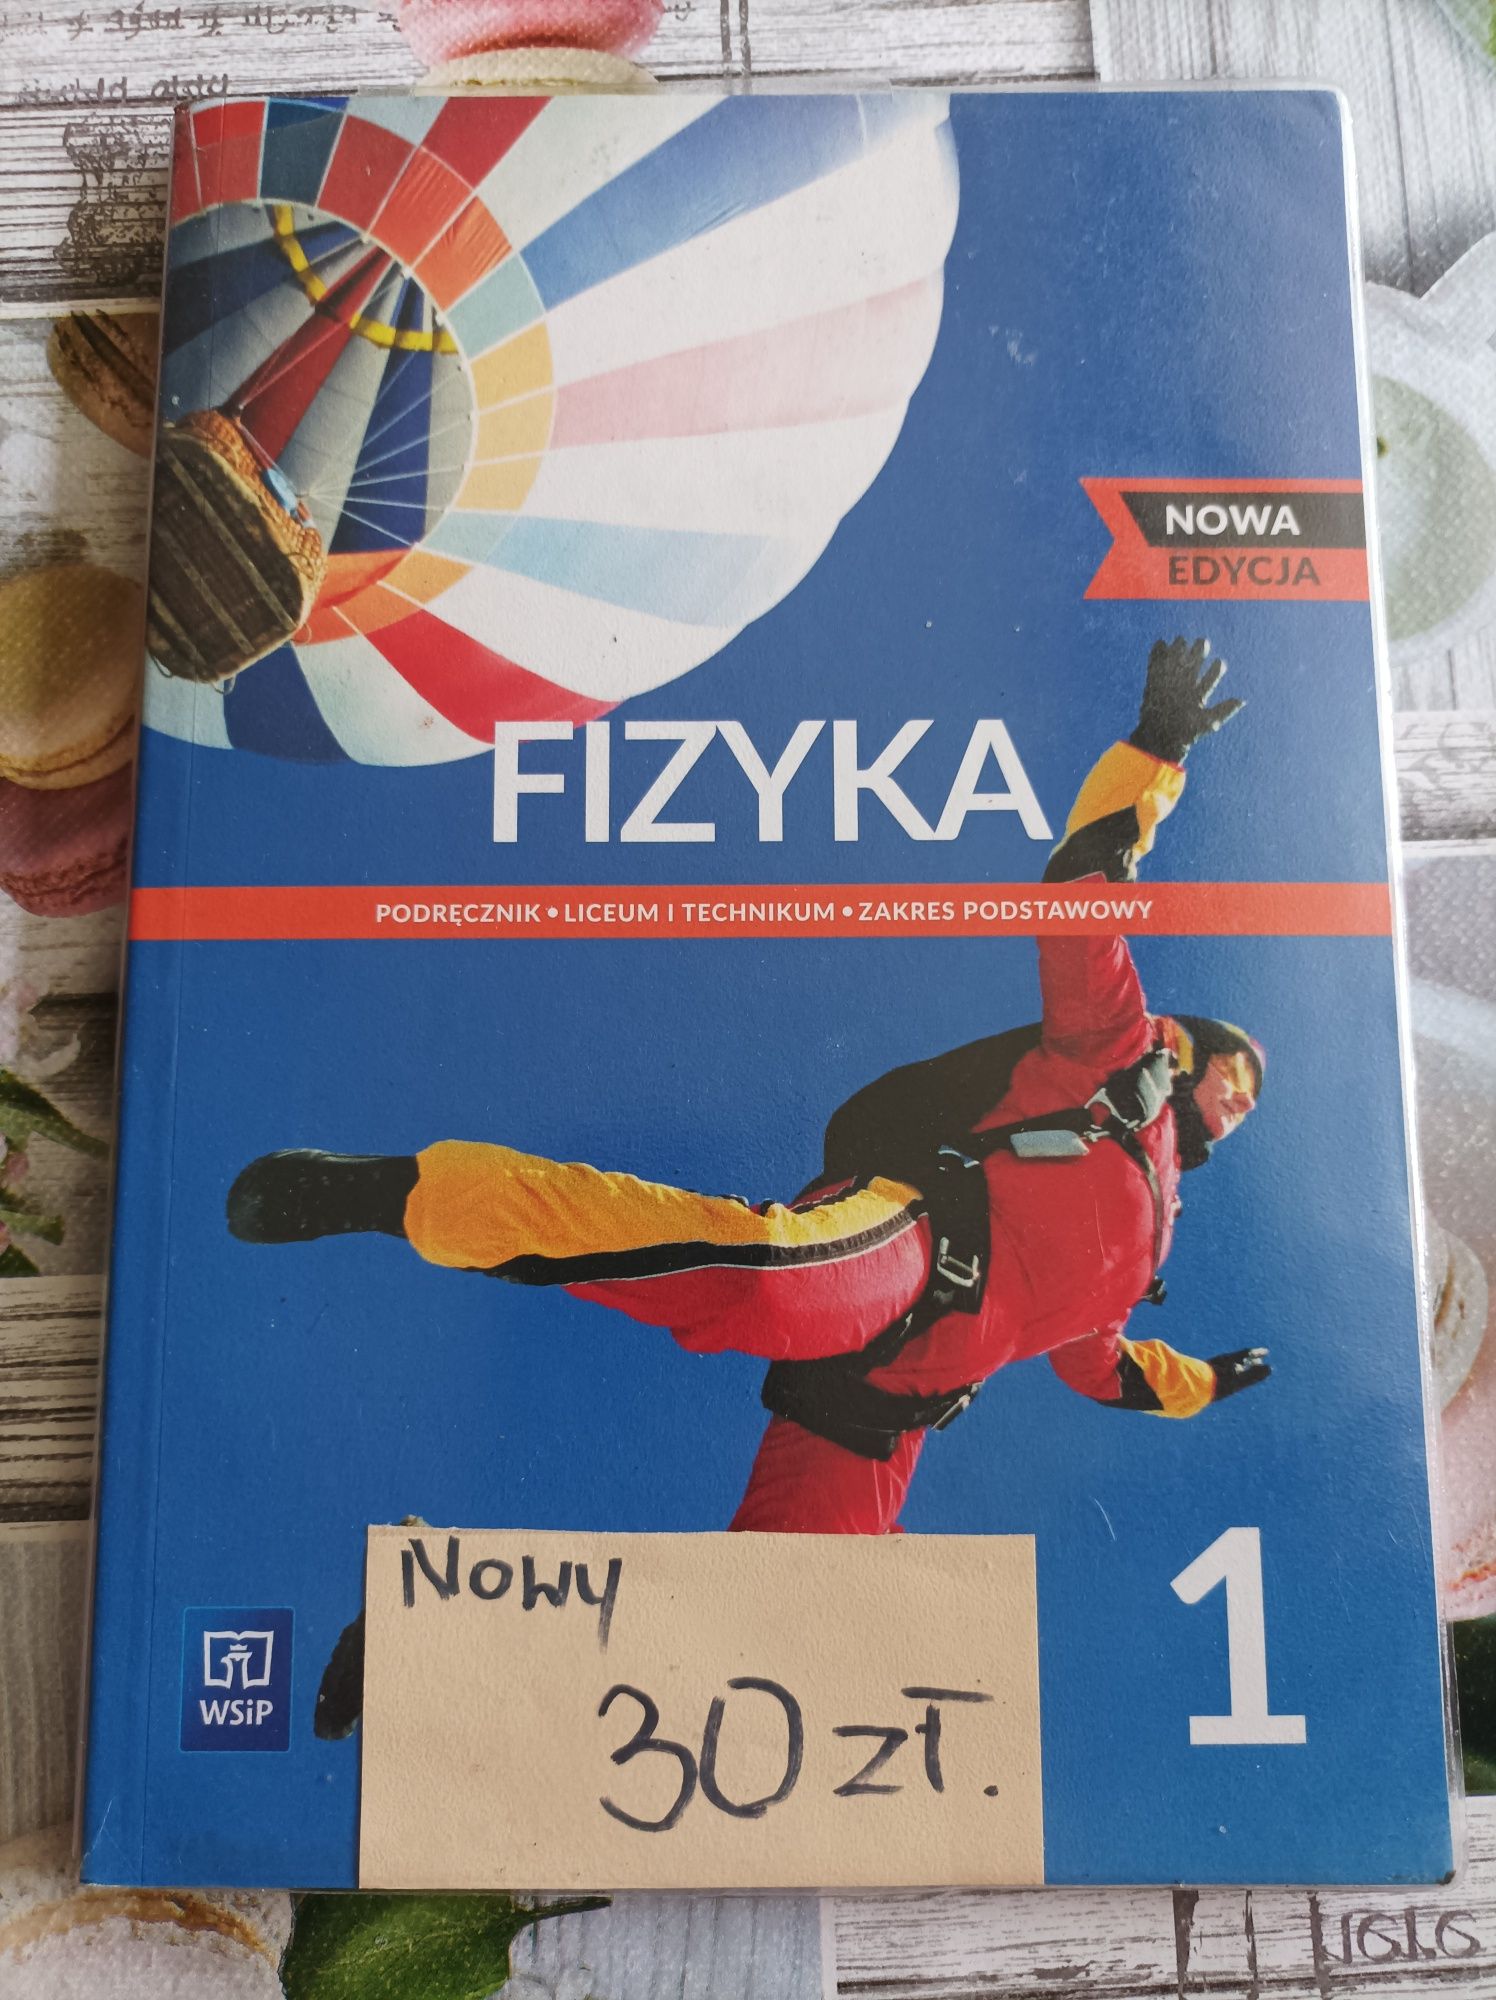 NOWA
EDYCJA
FIZYKA
PODRĘCZNIK • LICEUM I TECHNIKUM • ZAKRES PODSTAWOWY
Nowy
30 zł.
1
WSiP